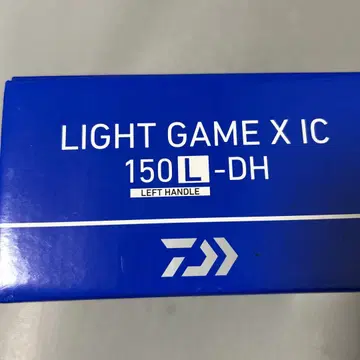 LIGHT GAME X IC
150L-DH
LEFT HANDLE